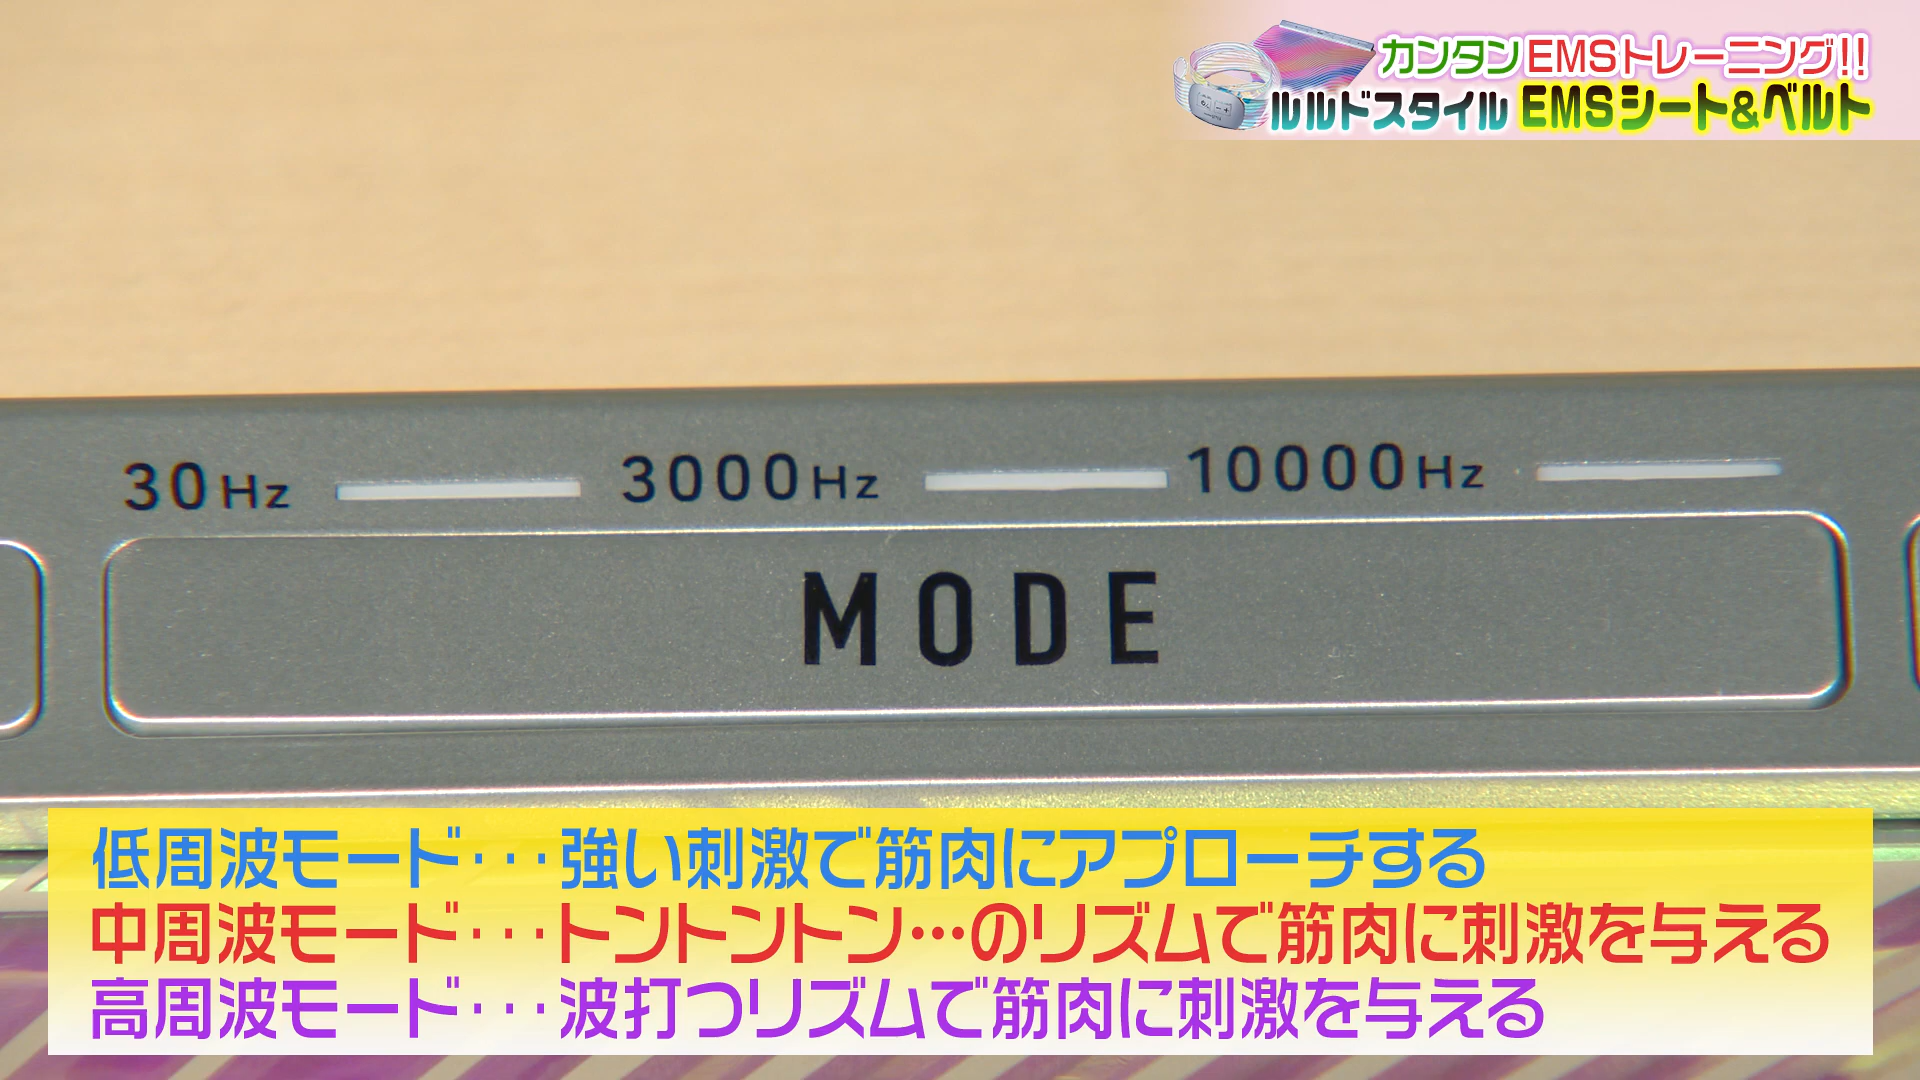 カンタンEMSトレーニング!!
ルルドスタイル EMSシート&ベルト
30Hz 3000Hz 10000Hz
MODE
低周波モード･･･強い刺激で筋肉にアプローチする
中周波モード･･･トントントン…のリズムで筋肉に刺激を与える
高周波モード･･･波打つリズムで筋肉に刺激を与える